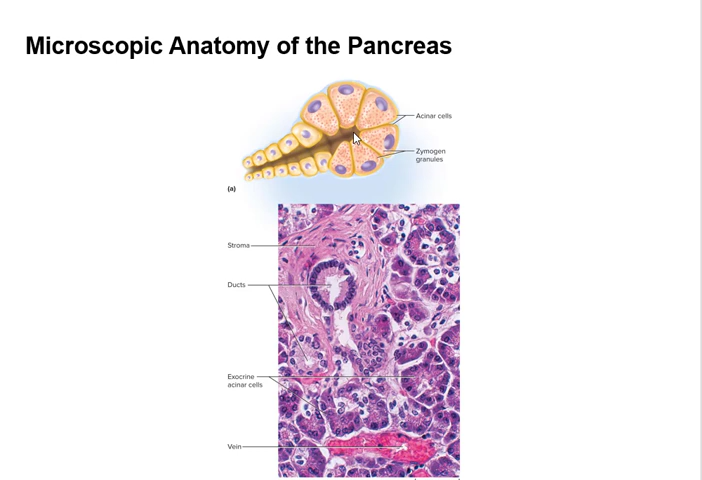 Microscopic Anatomy of the Pancreas
Acinar cells
Zymogen
granules
(a)
Stroma
Ducts
Exocrine
acinar cells
Vein